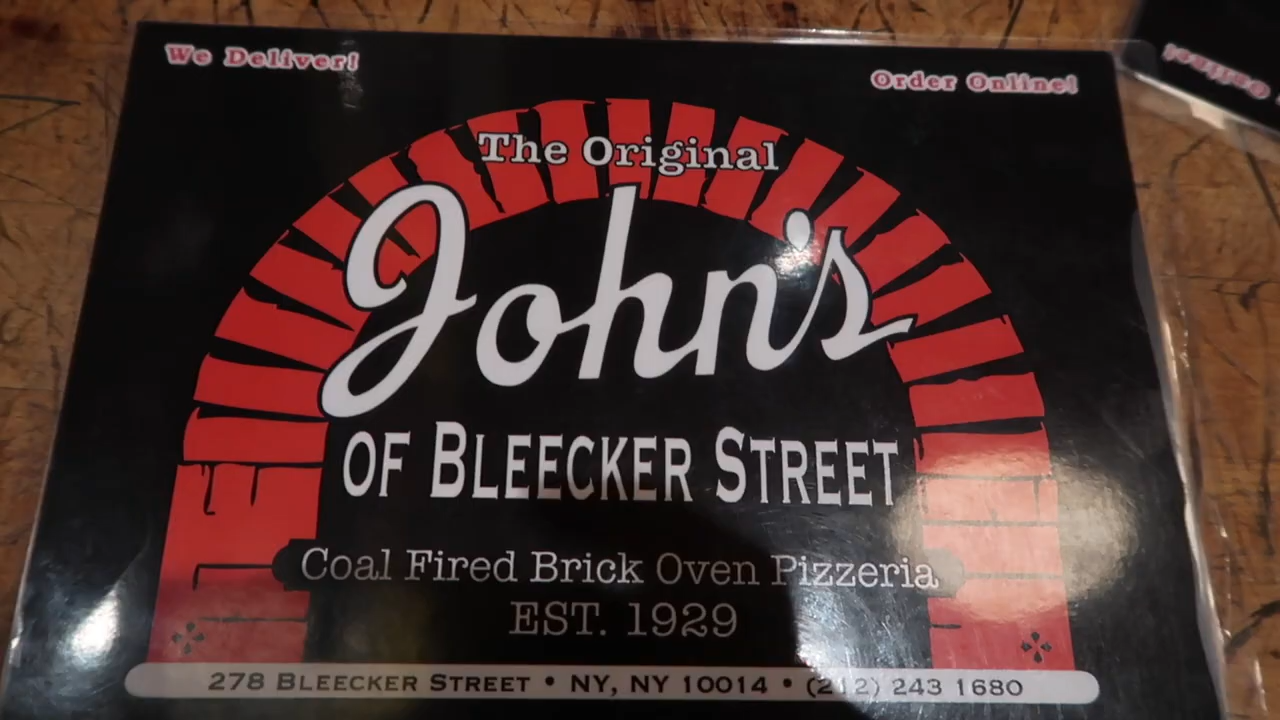 We Deliver!
Order Online!
The Original
John's
OF BLEECKER STREET
Coal Fired Brick Oven Pizzeria
EST. 1929
278 BLEECKER STREET • NY, NY 10014 • (212) 243 1680
Online!